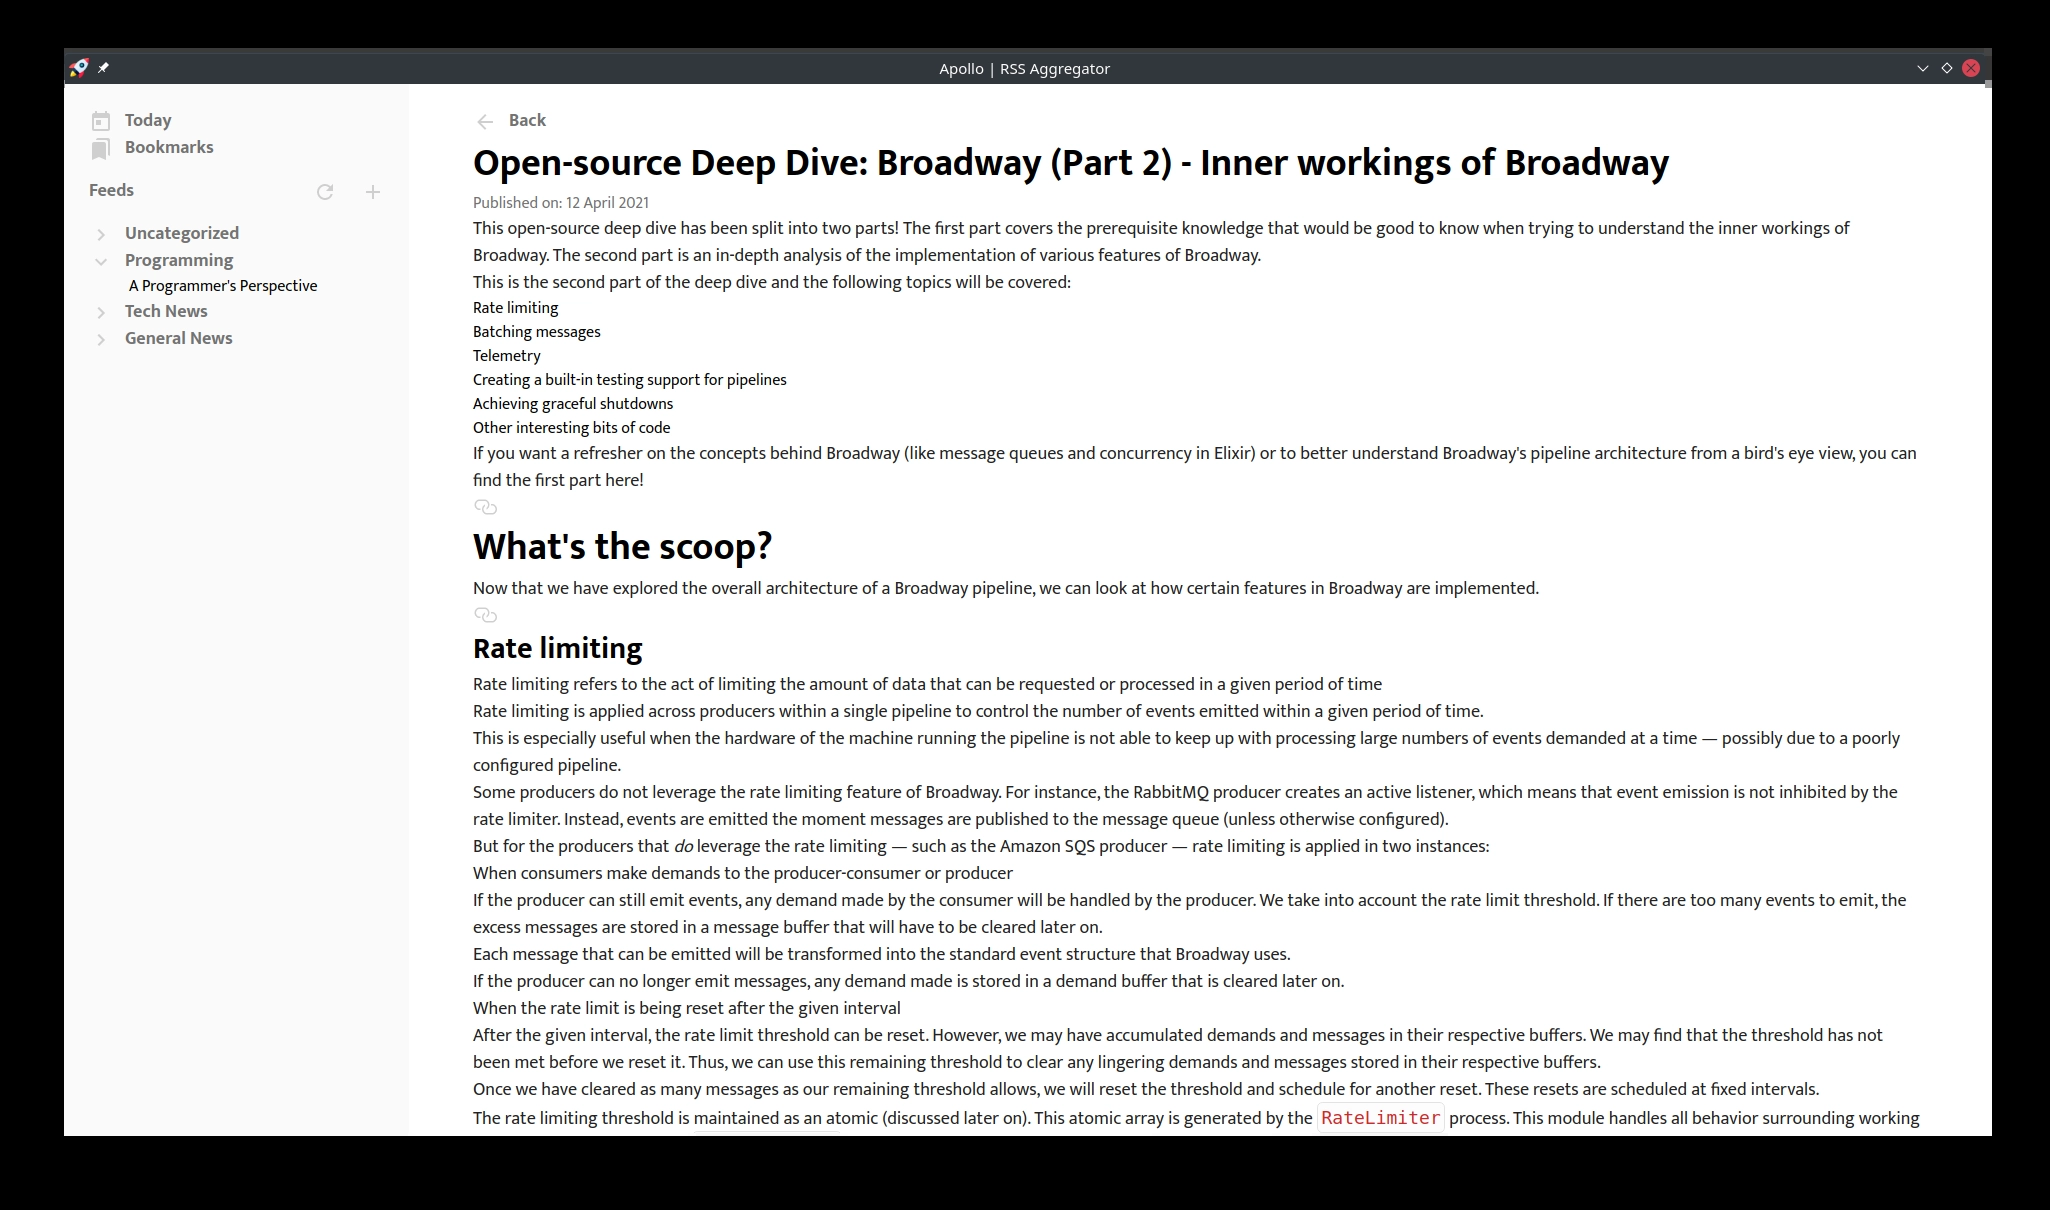 Apollo | RSS Aggregator
Today
Bookmarks
Feeds
Uncategorized
Programming
A Programmer's Perspective
Tech News
General News
Back
Open-source Deep Dive: Broadway (Part 2) - Inner workings of Broadway
Published on: 12 April 2021
This open-source deep dive has been split into two parts! The first part covers the prerequisite knowledge that would be good to know when trying to understand the inner workings of
Broadway. The second part is an in-depth analysis of the implementation of various features of Broadway.
This is the second part of the deep dive and the following topics will be covered:
Rate limiting
Batching messages
Telemetry
Creating a built-in testing support for pipelines
Achieving graceful shutdowns
Other interesting bits of code
If you want a refresher on the concepts behind Broadway (like message queues and concurrency in Elixir) or to better understand Broadway's pipeline architecture from a bird's eye view, you can
find the first part here!
What's the scoop?
Now that we have explored the overall architecture of a Broadway pipeline, we can look at how certain features in Broadway are implemented.
Rate limiting
Rate limiting refers to the act of limiting the amount of data that can be requested or processed in a given period of time
Rate limiting is applied across producers within a single pipeline to control the number of events emitted within a given period of time.
This is especially useful when the hardware of the machine running the pipeline is not able to keep up with processing large numbers of events demanded at a time — possibly due to a poorly
configured pipeline.
Some producers do not leverage the rate limiting feature of Broadway. For instance, the RabbitMQ producer creates an active listener, which means that event emission is not inhibited by the
rate limiter. Instead, events are emitted the moment messages are published to the message queue (unless otherwise configured).
But for the producers that do leverage the rate limiting — such as the Amazon SQS producer — rate limiting is applied in two instances:
When consumers make demands to the producer-consumer or producer
If the producer can still emit events, any demand made by the consumer will be handled by the producer. We take into account the rate limit threshold. If there are too many events to emit, the
excess messages are stored in a message buffer that will have to be cleared later on.
Each message that can be emitted will be transformed into the standard event structure that Broadway uses.
If the producer can no longer emit messages, any demand made is stored in a demand buffer that is cleared later on.
When the rate limit is being reset after the given interval
After the given interval, the rate limit threshold can be reset. However, we may have accumulated demands and messages in their respective buffers. We may find that the threshold has not
been met before we reset it. Thus, we can use this remaining threshold to clear any lingering demands and messages stored in their respective buffers.
Once we have cleared as many messages as our remaining threshold allows, we will reset the threshold and schedule for another reset. These resets are scheduled at fixed intervals.
The rate limiting threshold is maintained as an atomic (discussed later on). This atomic array is generated by the RateLimiter process. This module handles all behavior surrounding working